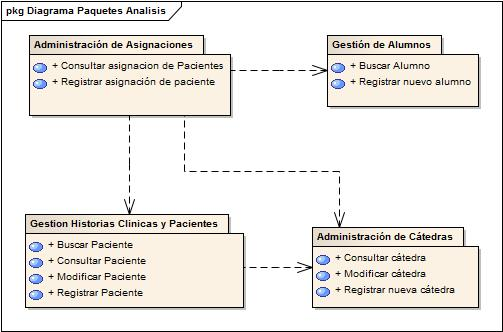 pkg Diagrama Paquetes Analisis
Administración de Asignaciones
+ Consultar asignacion de Pacientes
+ Registrar asignación de paciente
Gestión de Alumnos
+ Buscar Alumno
+ Registrar nuevo alumno
Gestion Historias Clinicas y Pacientes
+ Buscar Paciente
+ Consultar Paciente
+ Modificar Paciente
+ Registrar Paciente
Administración de Cátedras
+ Consultar cátedra
+ Modificar cátedra
+ Registrar nueva cátedra